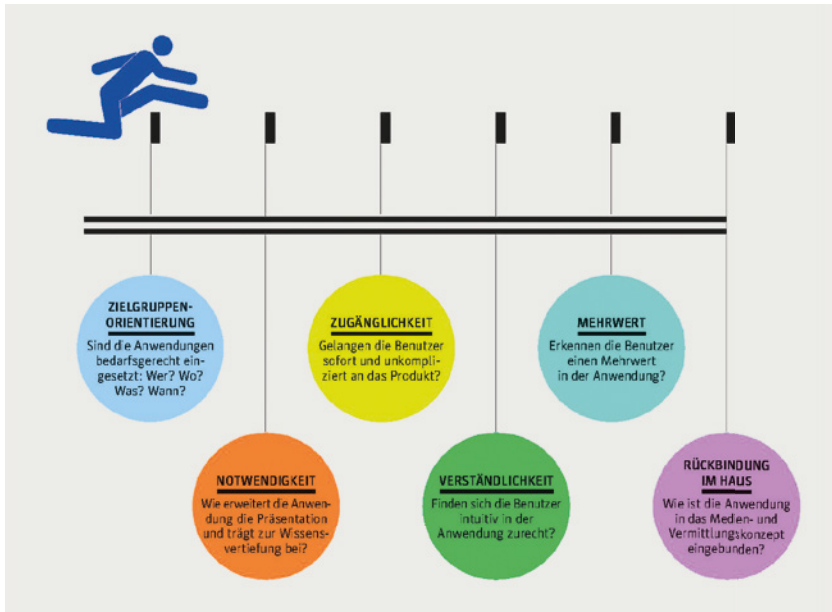 ZIELGRUPPEN-
ORIENTIERUNG
Sind die Anwendungen
bedarfsgerecht ein-
gesetzt: Wer? Wo?
Was? Wann?
NOTWENDIGKEIT
Wie erweitert die Anwen-
dung die Präsentation
und trägt zur Wissens-
vertiefung bei?
ZUGÄNGLICHKEIT
Gelangen die Benutzer
sofort und unkompli-
ziert an das Produkt?
VERSTÄNDLICHKEIT
Finden sich die Benutzer
intuitiv in der
Anwendung zurecht?
MEHRWERT
Erkennen die Benutzer
einen Mehrwert
in der Anwendung?
RÜCKBINDUNG
IM HAUS
Wie ist die Anwendung
in das Medien- und
Vermittlungskonzept
eingebunden?